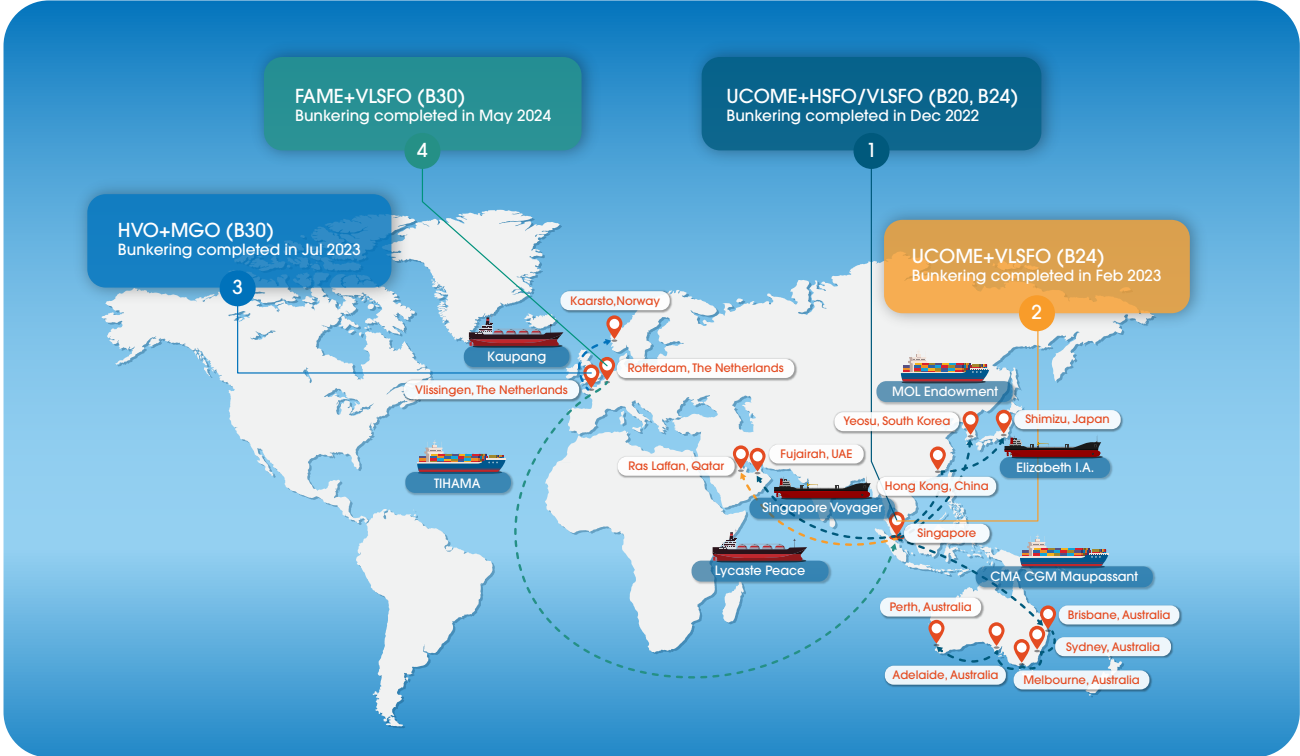 FAME+VLSFO (B30)
Bunkering completed in May 2024
4
UCOME+HSFO/VLSFO (B20, B24)
Bunkering completed in Dec 2022
1
HVO+MGO (B30)
Bunkering completed in Jul 2023
3
UCOME+VLSFO (B24)
Bunkering completed in Feb 2023
2
Kaarsto,Norway
Kaupang
Rotterdam, The Netherlands
Vlissingen, The Netherlands
MOL Endowment
Yeosu, South Korea
Shimizu, Japan
Fujairah, UAE
Ras Laffan, Qatar
Elizabeth I.A.
TIHAMA
Hong Kong, China
Singapore Voyager
Singapore
Lycaste Peace
CMA CGM Maupassant
Perth, Australia
Brisbane, Australia
Sydney, Australia
Adelaide, Australia
Melbourne, Australia